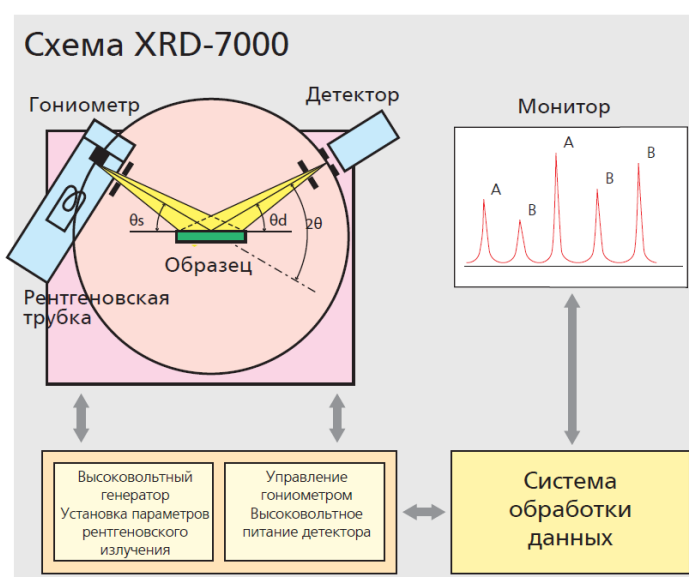 Схема XRD-7000
Гониометр
Детектор
Монитор
A
B
A
B
B
θs
θd
2θ
Образец
Рентгеновская
трубка
Высоковольтный
генератор
Установка параметров
рентгеновского
излучения
Управление
гониометром
Высоковольтное
питание детектора
Система
обработки
данных